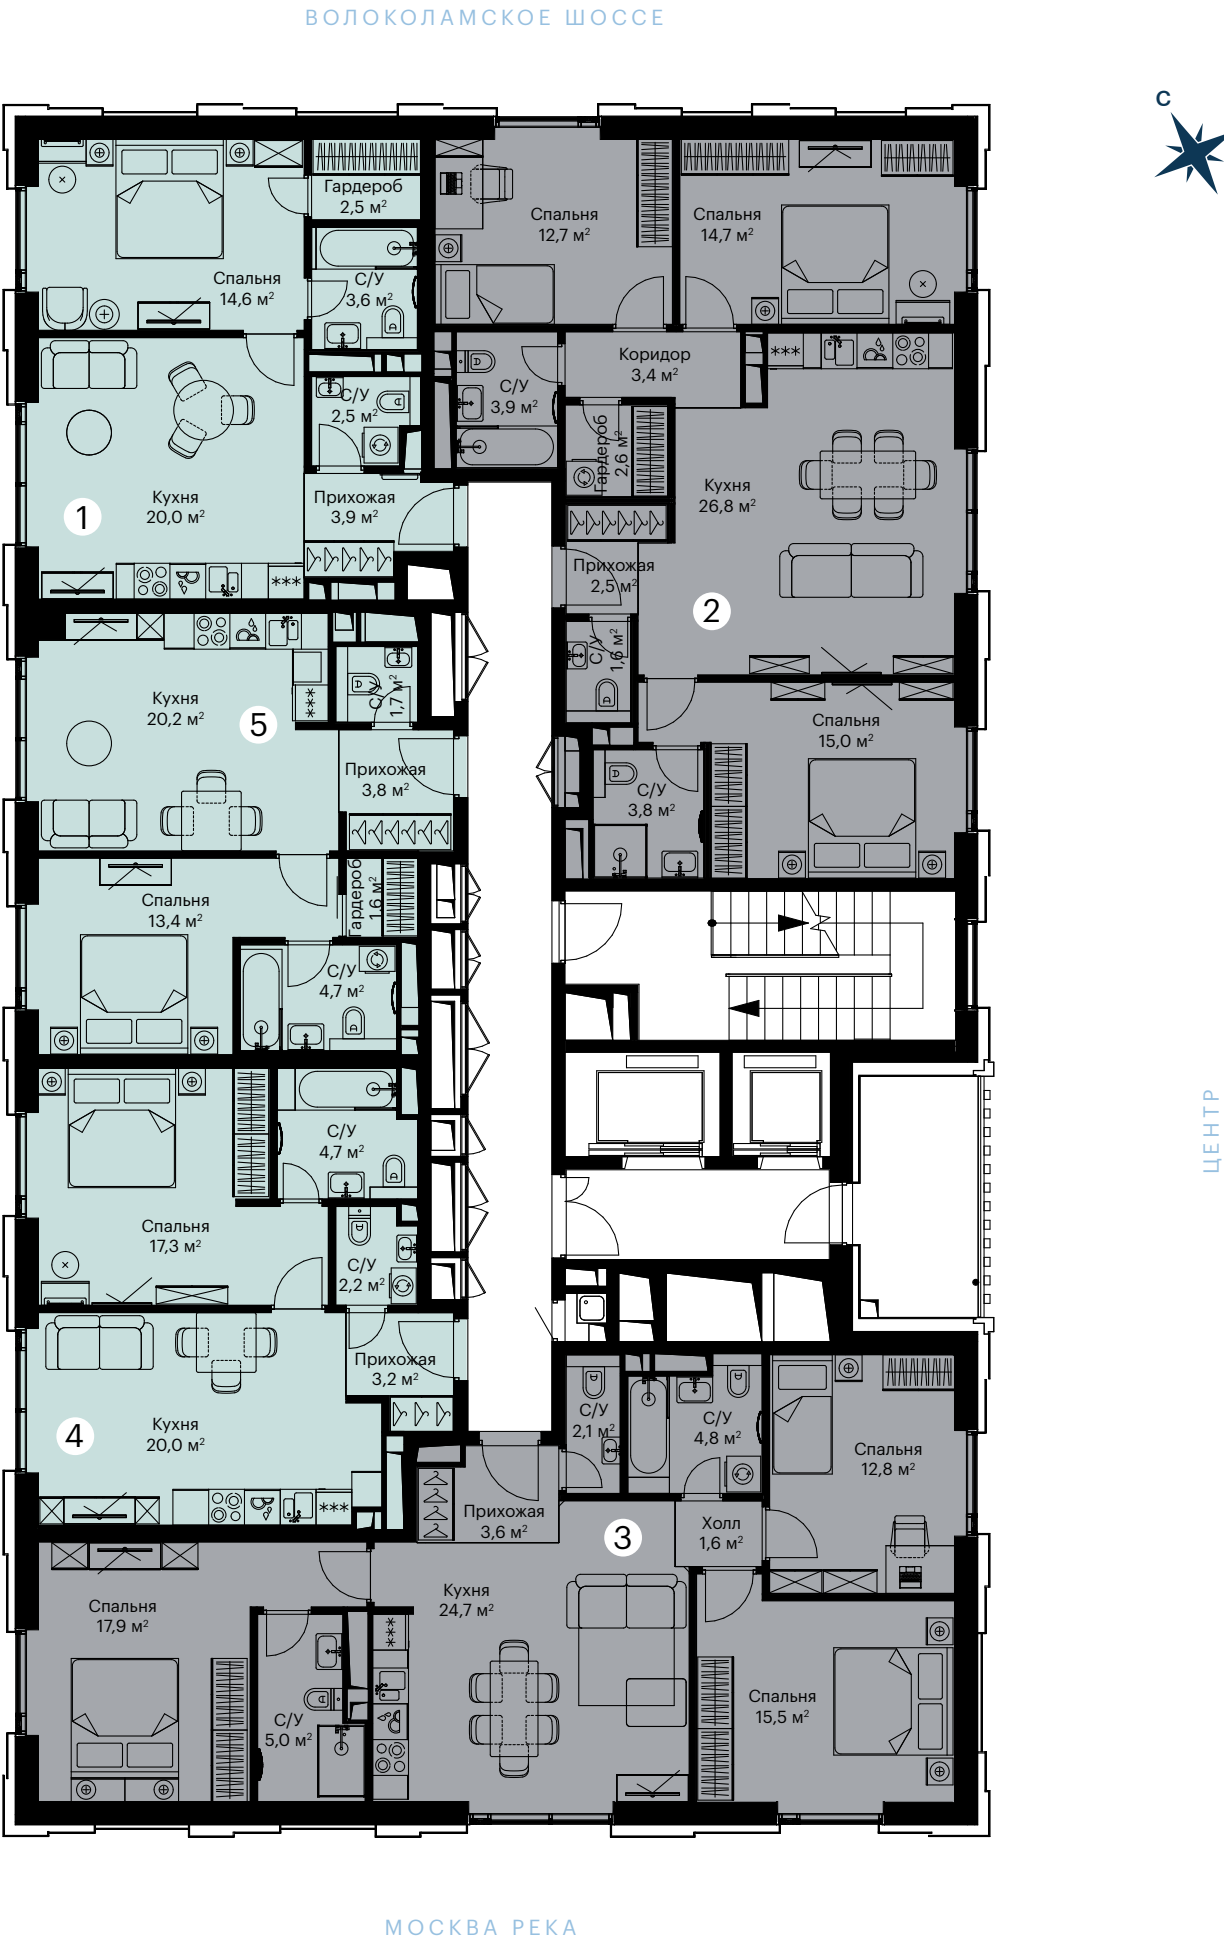 ВОЛОКОЛАМСКОЕ ШОССЕ
С
Гардероб
2,5 м²
Спальня
14,6 м²
С/У
3,6 м²
Спальня
12,7 м²
Спальня
14,7 м²
Коридор
3,4 м²
С/У
2,5 м²
С/У
3,9 м²
Гардероб
2,6 м²
Кухня
20,0 м²
1
Прихожая
3,9 м²
***
***
Кухня
26,8 м²
Прихожая
2,5 м²
2
С/У
1,6 м²
Кухня
20,2 м²
5
***
С/У
1,7 м²
Прихожая
3,8 м²
Спальня
15,0 м²
С/У
3,8 м²
Спальня
13,4 м²
Гардероб
1,6 м²
С/У
4,7 м²
С/У
4,7 м²
ЦЕНТР
Спальня
17,3 м²
С/У
2,2 м²
Прихожая
3,2 м²
4
Кухня
20,0 м²
***
С/У
2,1 м²
С/У
4,8 м²
Спальня
12,8 м²
Прихожая
3,6 м²
3
Холл
1,6 м²
Спальня
17,9 м²
Кухня
24,7 м²
***
С/У
5,0 м²
Спальня
15,5 м²
МОСКВА РЕКА